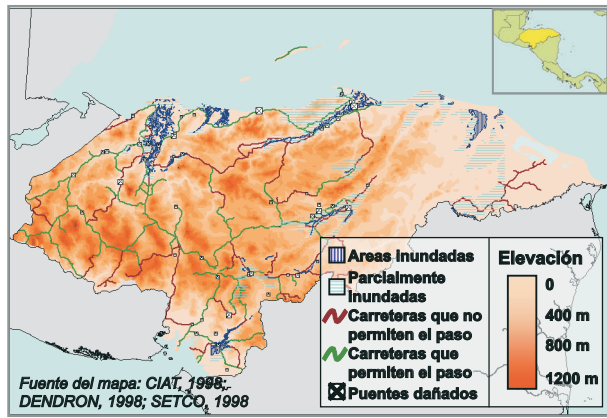 Areas inundadas
Parcialmente
inundadas
Carreteras que no
permiten el paso
Carreteras que
permiten el paso
Puentes dañados
Elevación
0
400 m
800 m
1200 m
Fuente del mapa: CIAT, 1998;
DENDRON, 1998; SETCO, 1998